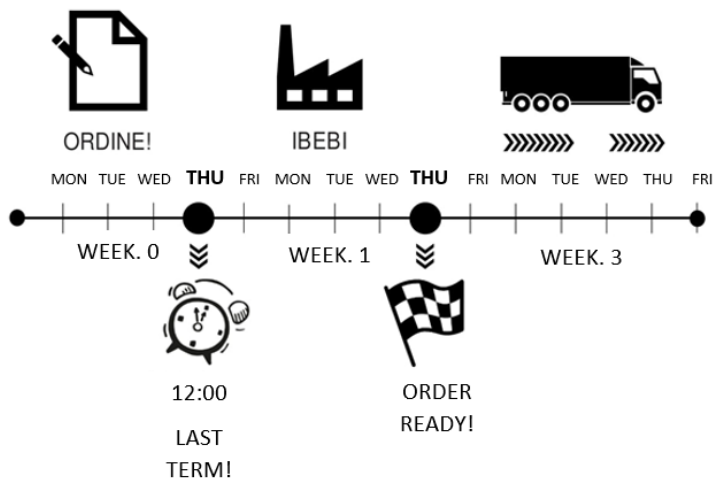 ORDINE!
IBEBI
MON TUE WED THU FRI MON TUE WED THU FRI MON TUE WED THU FRI
WEEK. 0
WEEK. 1
WEEK. 3
12:00
LAST
TERM!
ORDER
READY!